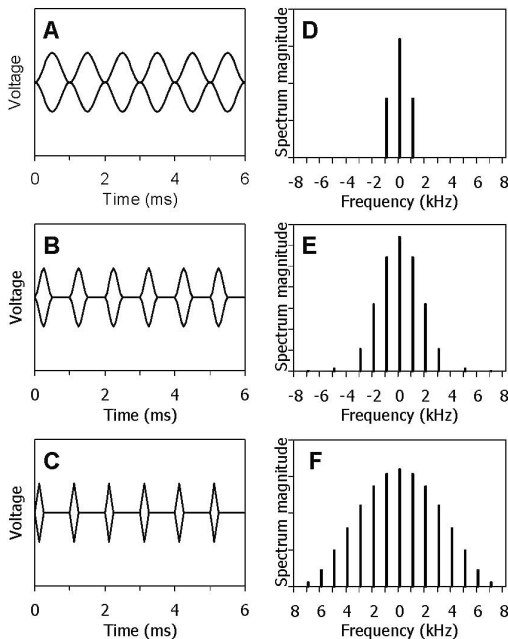 A
Voltage
0 2 4 6
Time (ms)
D
Spectrum magnitude
-8 -6 -4 -2 0 2 4 6 8
Frequency (kHz)
B
Voltage
0 2 4 6
Time (ms)
E
Spectrum magnitude
-8 -6 -4 -2 0 2 4 6 8
Frequency (kHz)
C
Voltage
0 2 4 6
Time (ms)
F
Spectrum magnitude
8 6 4 2 0 2 4 6 8
Frequency (kHz)